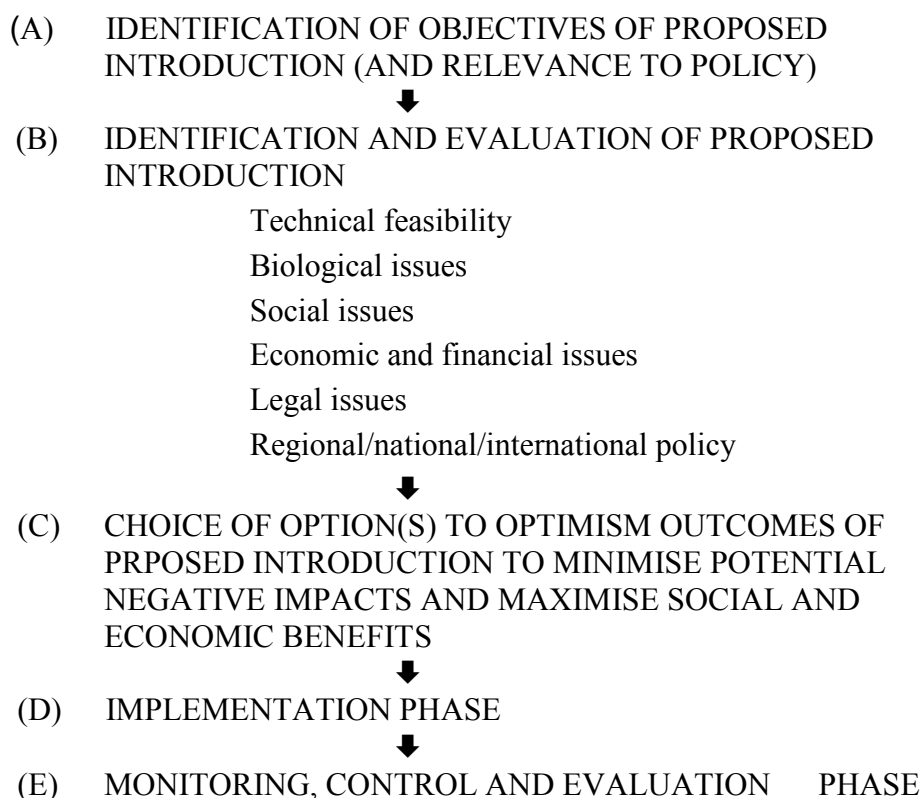 (A) IDENTIFICATION OF OBJECTIVES OF PROPOSED
INTRODUCTION (AND RELEVANCE TO POLICY)
(B) IDENTIFICATION AND EVALUATION OF PROPOSED
INTRODUCTION
Technical feasibility
Biological issues
Social issues
Economic and financial issues
Legal issues
Regional/national/international policy
(C) CHOICE OF OPTION(S) TO OPTIMISM OUTCOMES OF
PRPOSED INTRODUCTION TO MINIMISE POTENTIAL
NEGATIVE IMPACTS AND MAXIMISE SOCIAL AND
ECONOMIC BENEFITS
(D) IMPLEMENTATION PHASE
(E) MONITORING, CONTROL AND EVALUATION PHASE